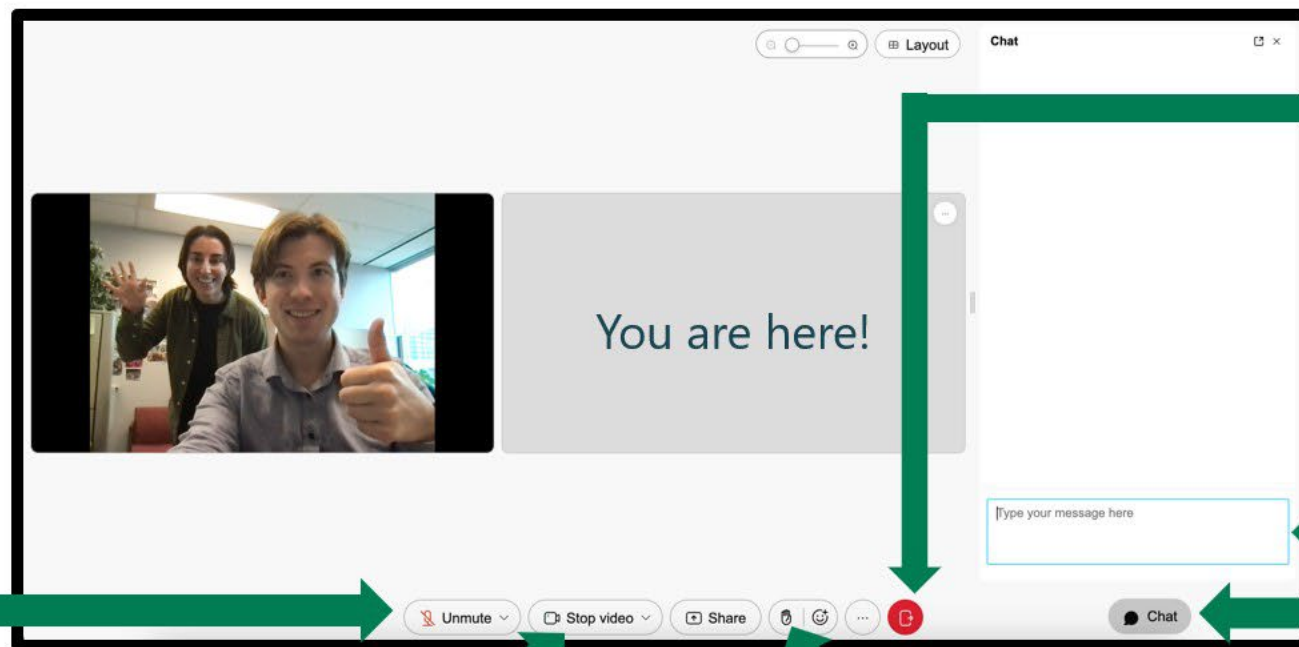 Layout
Chat
You are here!
Type your message here
Unmute
Stop video
Share
Chat